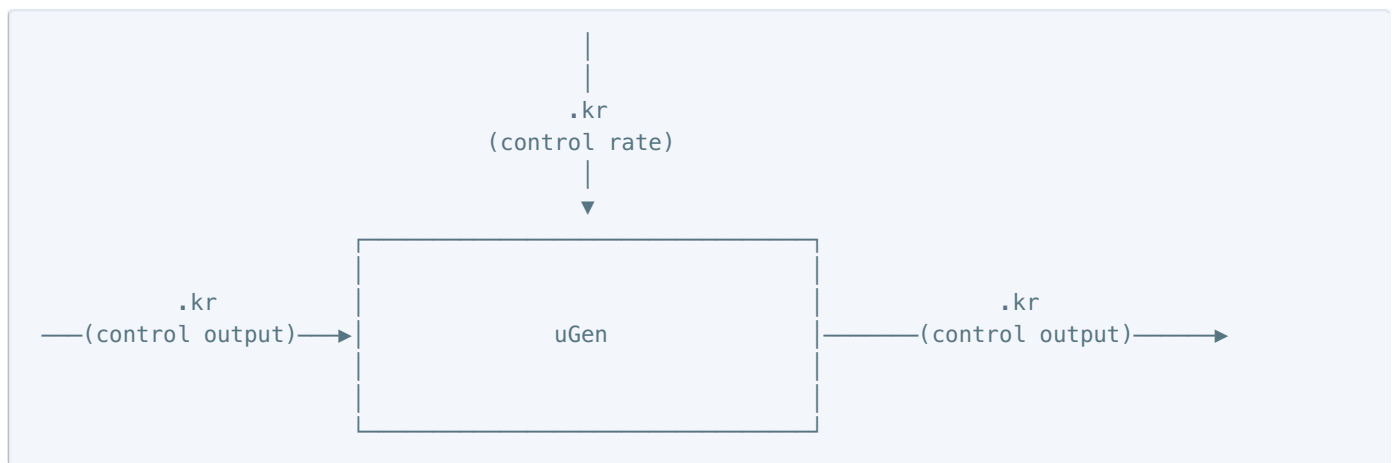 .kr
(control rate)
.kr
.kr
(control output)
uGen
(control output)